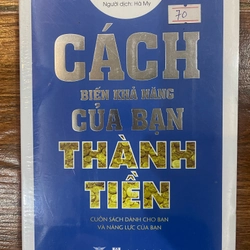 Người dịch: Hà My
70
CÁCH
BIẾN KHẢ NĂNG
CỦA BẠN
THÀNH
TIỀN
CUỐN SÁCH DÀNH CHO BẠN
VÀ NĂNG LỰC CỦA BẠN